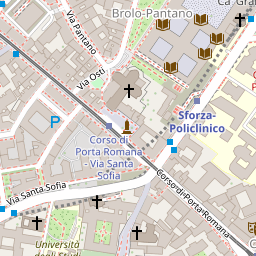 Brolo-Pantano
Ca' Gran
Via Pantano
Via Osti
P
Sforza-
Policlinico
Corso di
Porta Romana
- Via Santa
Sofia
Via Santa Sofia
Corso di Porta Romana
Università
degli Studi